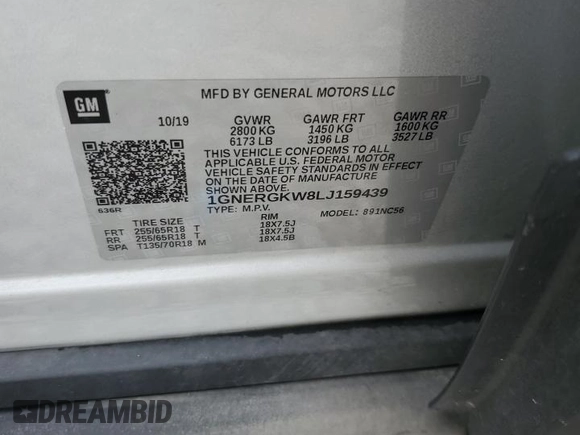 GM
MFD BY GENERAL MOTORS LLC
10/19 GVWR GAWR FRT GAWR RR
2800 KG 1450 KG 1600 KG
6173 LB 3196 LB 3527 LB
THIS VEHICLE CONFORMS TO ALL
APPLICABLE U.S. FEDERAL MOTOR
VEHICLE SAFETY STANDARDS IN EFFECT
ON THE DATE OF MANUFACTURE
SHOWN ABOVE.
1GNERGKW8LJ159439
636R
TYPE: M.P.V. MODEL: 891NC56
TIRE SIZE RIM
FRT 255/65R18 T 18X7.5J
RR 255/65R18 T 18X7.5J
SPA T135/70R18 M 18X4.5B
DREAMBID